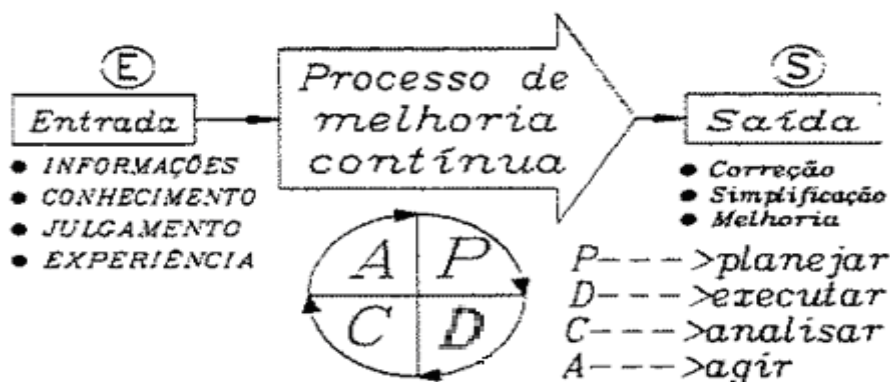 E
Entrada
● INFORMAÇÕES
● CONHECIMENTO
● JULGAMENTO
● EXPERIÊNCIA
Processo de
melhoria
contínua
S
Saída
● Correção
● Simplificação
● Melhoria
A P
C D
P---->planejar
D---->executar
C---->analisar
A---->agir